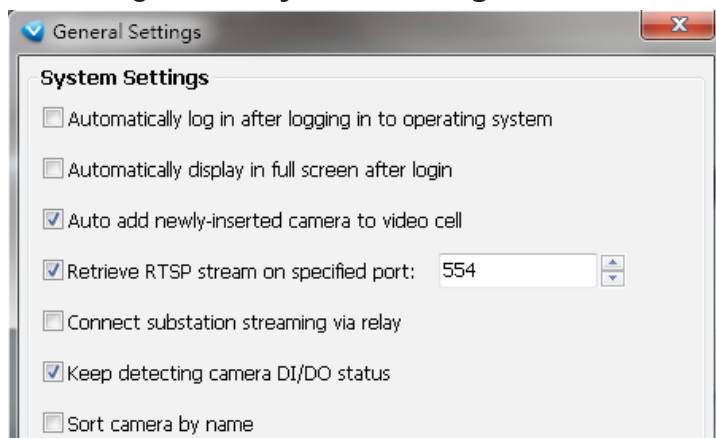 General Settings
System Settings
Automatically log in after logging in to operating system
Automatically display in full screen after login
Auto add newly-inserted camera to video cell
Retrieve RTSP stream on specified port: 554
Connect substation streaming via relay
Keep detecting camera DI/DO status
Sort camera by name